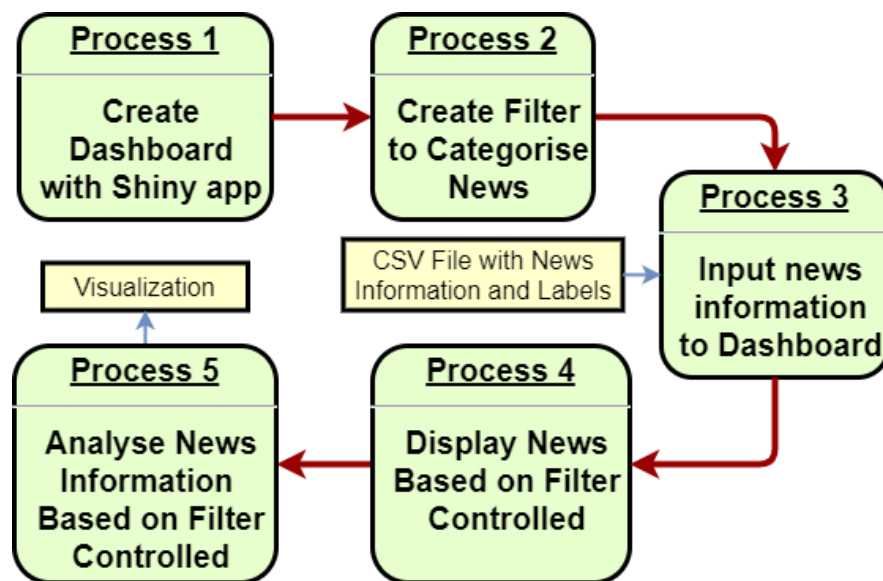 Process 1
Create
Dashboard
with Shiny app
Process 2
Create Filter
to Categorise
News
Process 3
Input news
information
to Dashboard
CSV File with News
Information and Labels
Visualization
Process 4
Display News
Based on Filter
Controlled
Process 5
Analyse News
Information
Based on Filter
Controlled